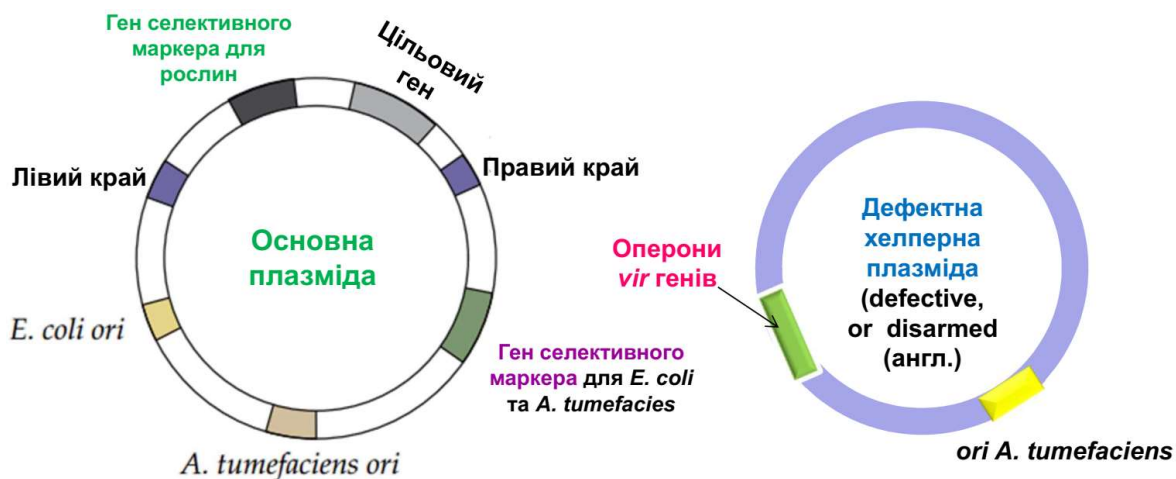 Ген селективного
маркера для
рослин
Цільовий
ген
Лівий край
Правий край
Основна
плазміда
E. coli ori
Ген селективного
маркера для E. coli
та A. tumefacies
A. tumefaciens ori
Оперони
vir генів
Дефектна
хелперна
плазміда
(defective,
or disarmed
(англ.)
ori A. tumefaciens